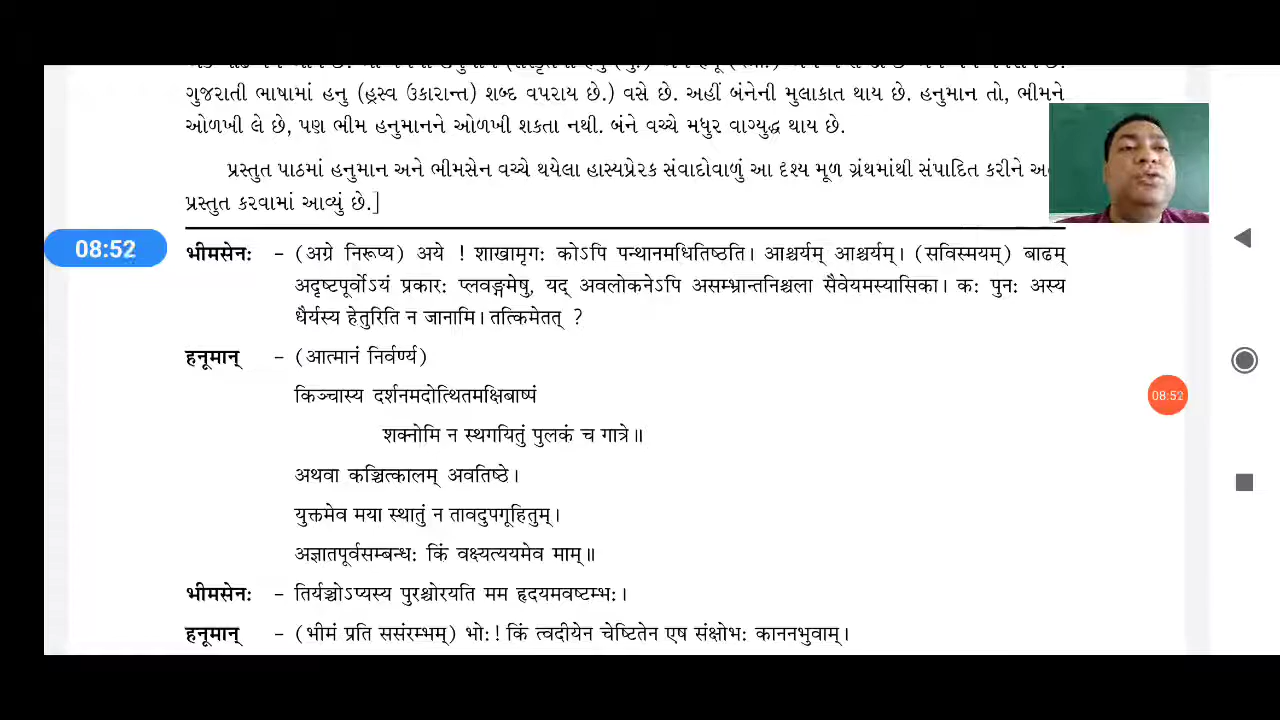 ગુજરાતી ભાષામાં હનુ (હ્રસ્વ ઉકારાન્ત) શબ્દ વપરાય છે.) વસે છે. અહીં બંનેની મુલાકાત થાય છે. હનુમાન તો, ભીમને
ઓળખી લે છે, પણ ભીમ હનુમાનને ઓળખી શકતા નથી. બંને વચ્ચે મધુર વાગ્યુદ્ધ થાય છે.
પ્રસ્તુત પાઠમાં હનુમાન અને ભીમસેન વચ્ચે થયેલા હાસ્યપ્રેરક સંવાદોવાળું આ દૃશ્ય મૂળ ગ્રંથમાંથી સંપાદિત કરીને
પ્રસ્તુત કરવામાં આવ્યું છે.]
08:52
भीमसेनः – (अग्रे निरूप्य) अये ! शाखामृगः कोऽपि पन्थानमधितिष्ठति। आश्चर्यम् आश्चर्यम्। (सविस्मयम्) बाढम्
अदृष्टपूर्वोऽयं प्रकारः प्लवङ्गमेषु, यद् अवलोकनेऽपि असम्भ्रान्तनिश्चला सैवेयमस्यासिका। कः पुनः अस्य
धैर्यस्य हेतुरिति न जानामि। तत्किमेतत् ?
हनूमान् – (आत्मानं निर्वर्ण्य)
किञ्चास्य दर्शनमदोत्थितमक्षिबाष्पं
08:52
शक्नोमि न स्थगयितुं पुलकं च गात्रे॥
अथवा कञ्चित्कालम् अवतिष्ठे।
युक्तमेव मया स्थातुं न तावदुपगूहितुम्।
अज्ञातपूर्वसम्बन्धः किं वक्ष्यत्ययमेव माम्॥
भीमसेनः – तिर्यञ्चोऽप्यस्य पुरश्चोरयति मम हृदयमवष्टम्भः।
हनूमान् – (भीमं प्रति ससंरम्भम्) भोः! किं त्वदीयेन चेष्टितेन एष संक्षोभः काननभुवाम्।